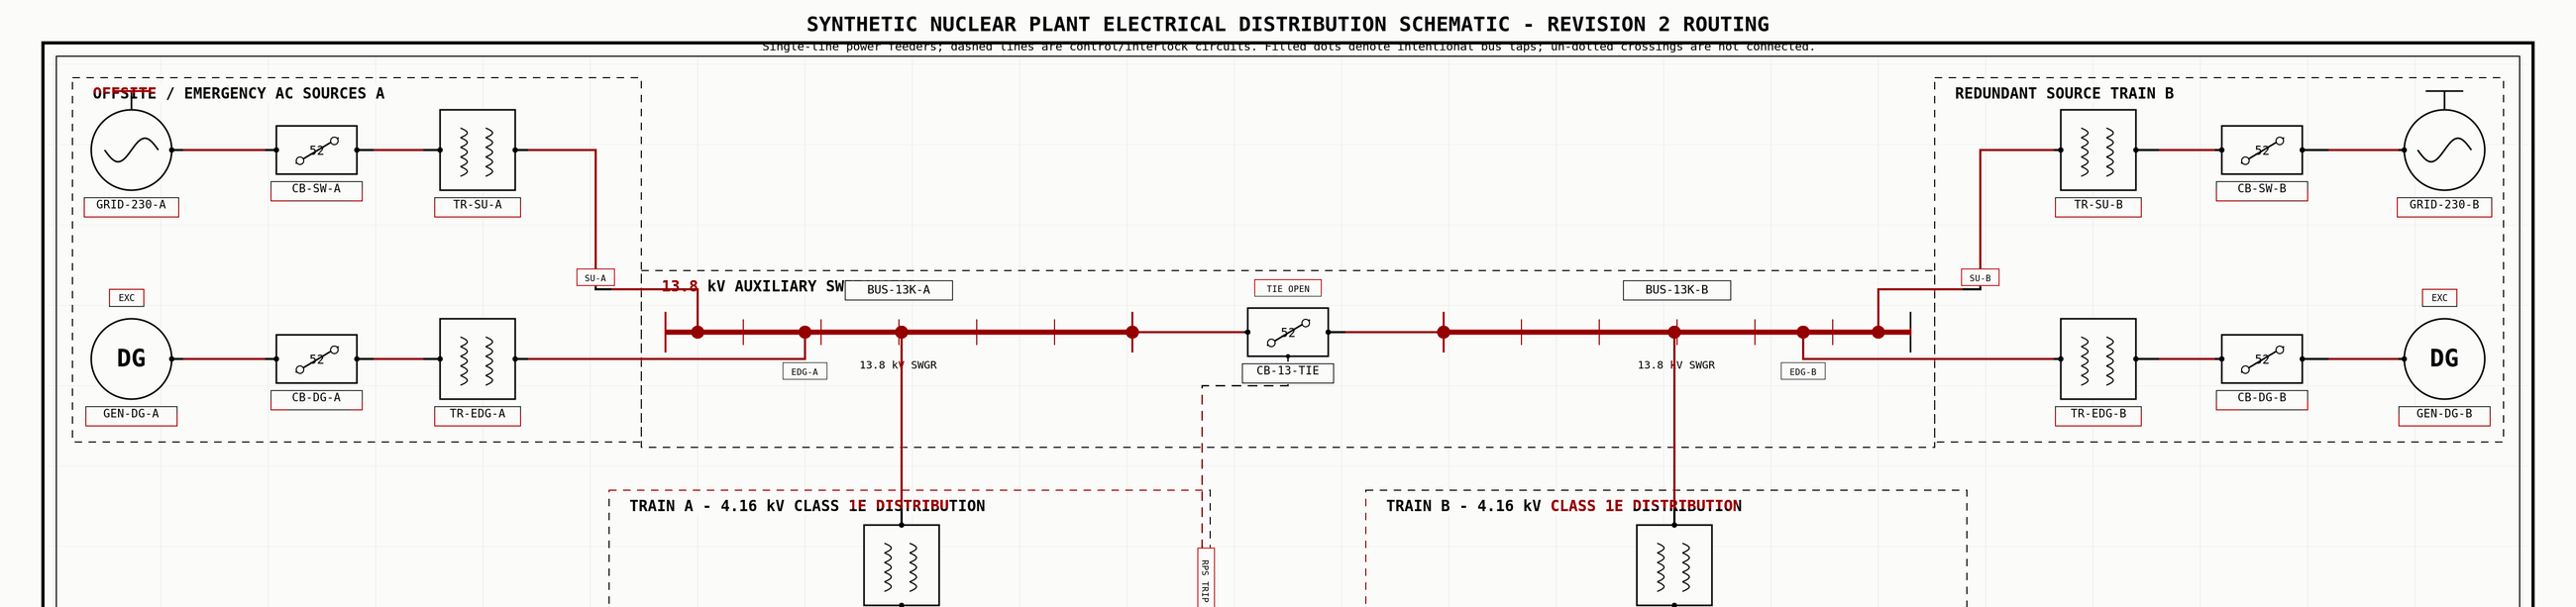 SYNTHETIC NUCLEAR PLANT ELECTRICAL DISTRIBUTION SCHEMATIC - REVISION 2 ROUTING
Single-line power feeders; dashed lines are control/interlock circuits. Filled dots denote intentional bus taps; un-dotted crossings are not connected.
OFFSITE / EMERGENCY AC SOURCES A
REDUNDANT SOURCE TRAIN B
52
52
CB-SW-A
CB-SW-B
GRID-230-A
TR-SU-A
TR-SU-B
GRID-230-B
SU-A
SU-B
13.8 kV AUXILIARY SW
BUS-13K-A
TIE OPEN
BUS-13K-B
EXC
EXC
52
DG
52
52
DG
13.8 kV SWGR
13.8 kV SWGR
EDG-A
CB-13-TIE
EDG-B
CB-DG-A
CB-DG-B
GEN-DG-A
TR-EDG-A
TR-EDG-B
GEN-DG-B
TRAIN A - 4.16 kV CLASS 1E DISTRIBUTION
TRAIN B - 4.16 kV CLASS 1E DISTRIBUTION
RPS TRIP